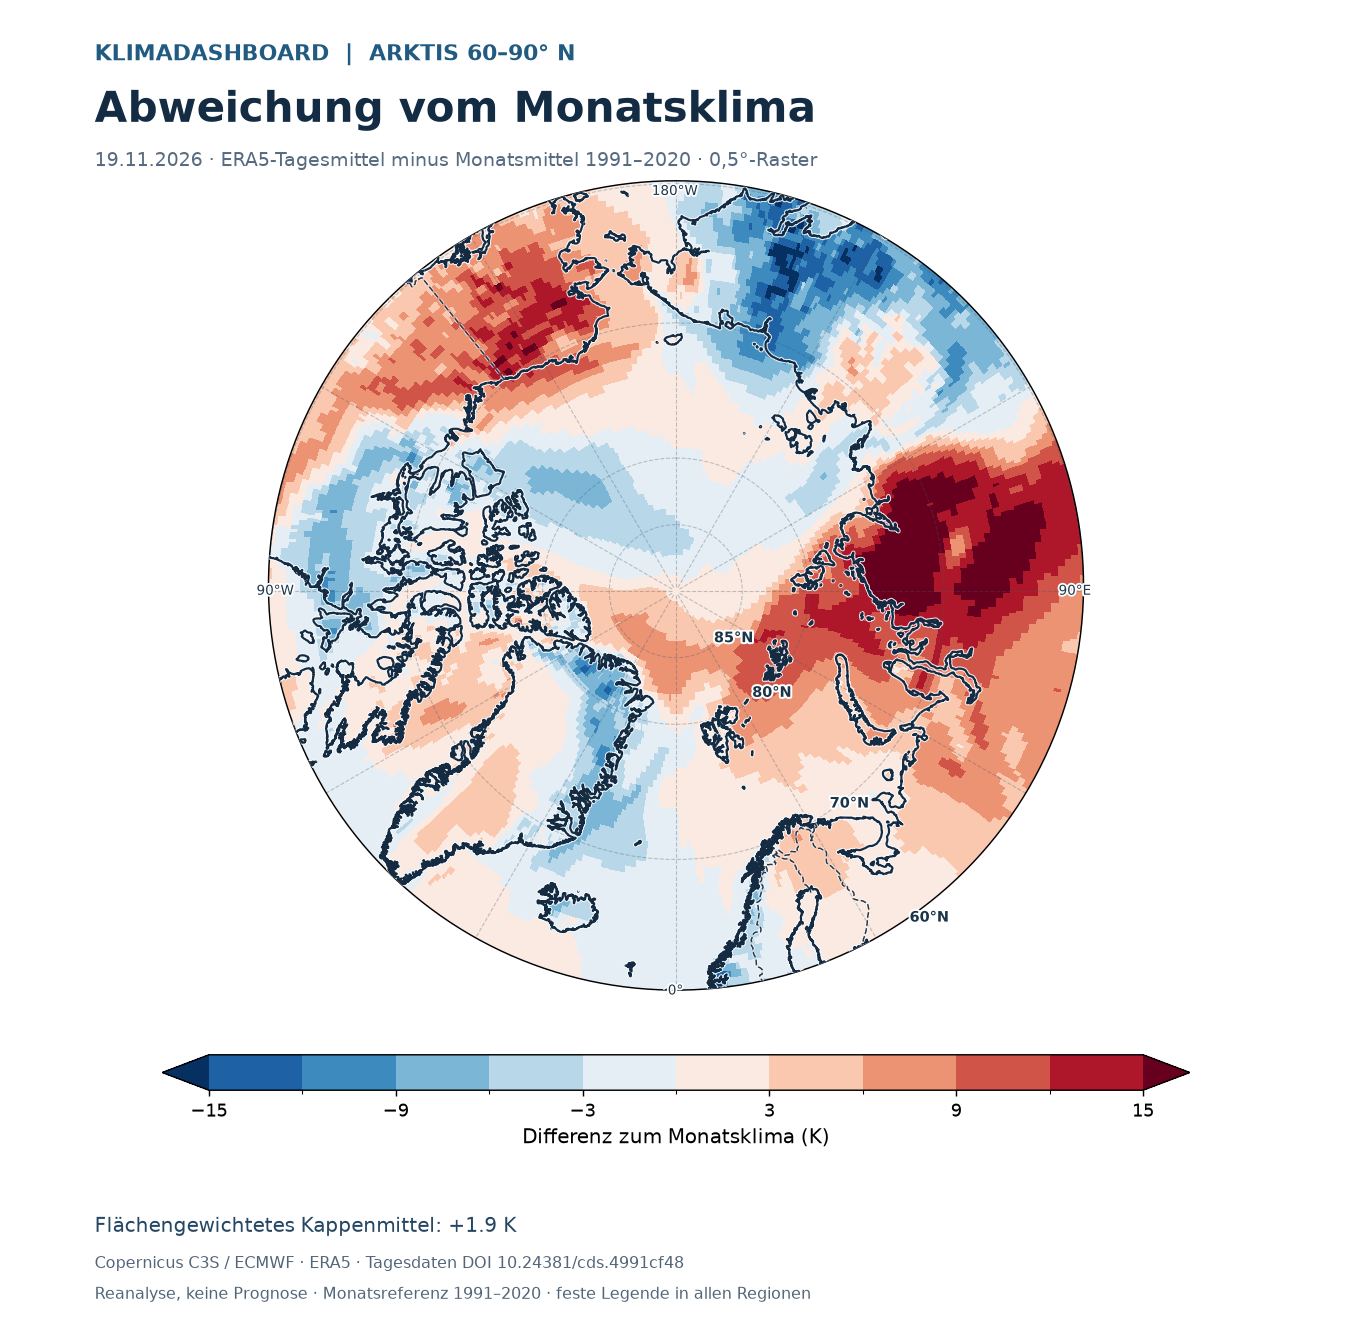 KLIMADASHBOARD | ARKTIS 60–90° N
Abweichung vom Monatsklima
19.11.2026 · ERA5-Tagesmittel minus Monatsmittel 1991–2020 · 0,5°-Raster
180°W
90°W
90°E
85°N
80°N
70°N
60°N
0°
−15
−9
−3
3
9
15
Differenz zum Monatsklima (K)
Flächengewichtetes Kappenmittel: +1.9 K
Copernicus C3S / ECMWF · ERA5 · Tagesdaten DOI 10.24381/cds.4991cf48
Reanalyse, keine Prognose · Monatsreferenz 1991–2020 · feste Legende in allen Regionen